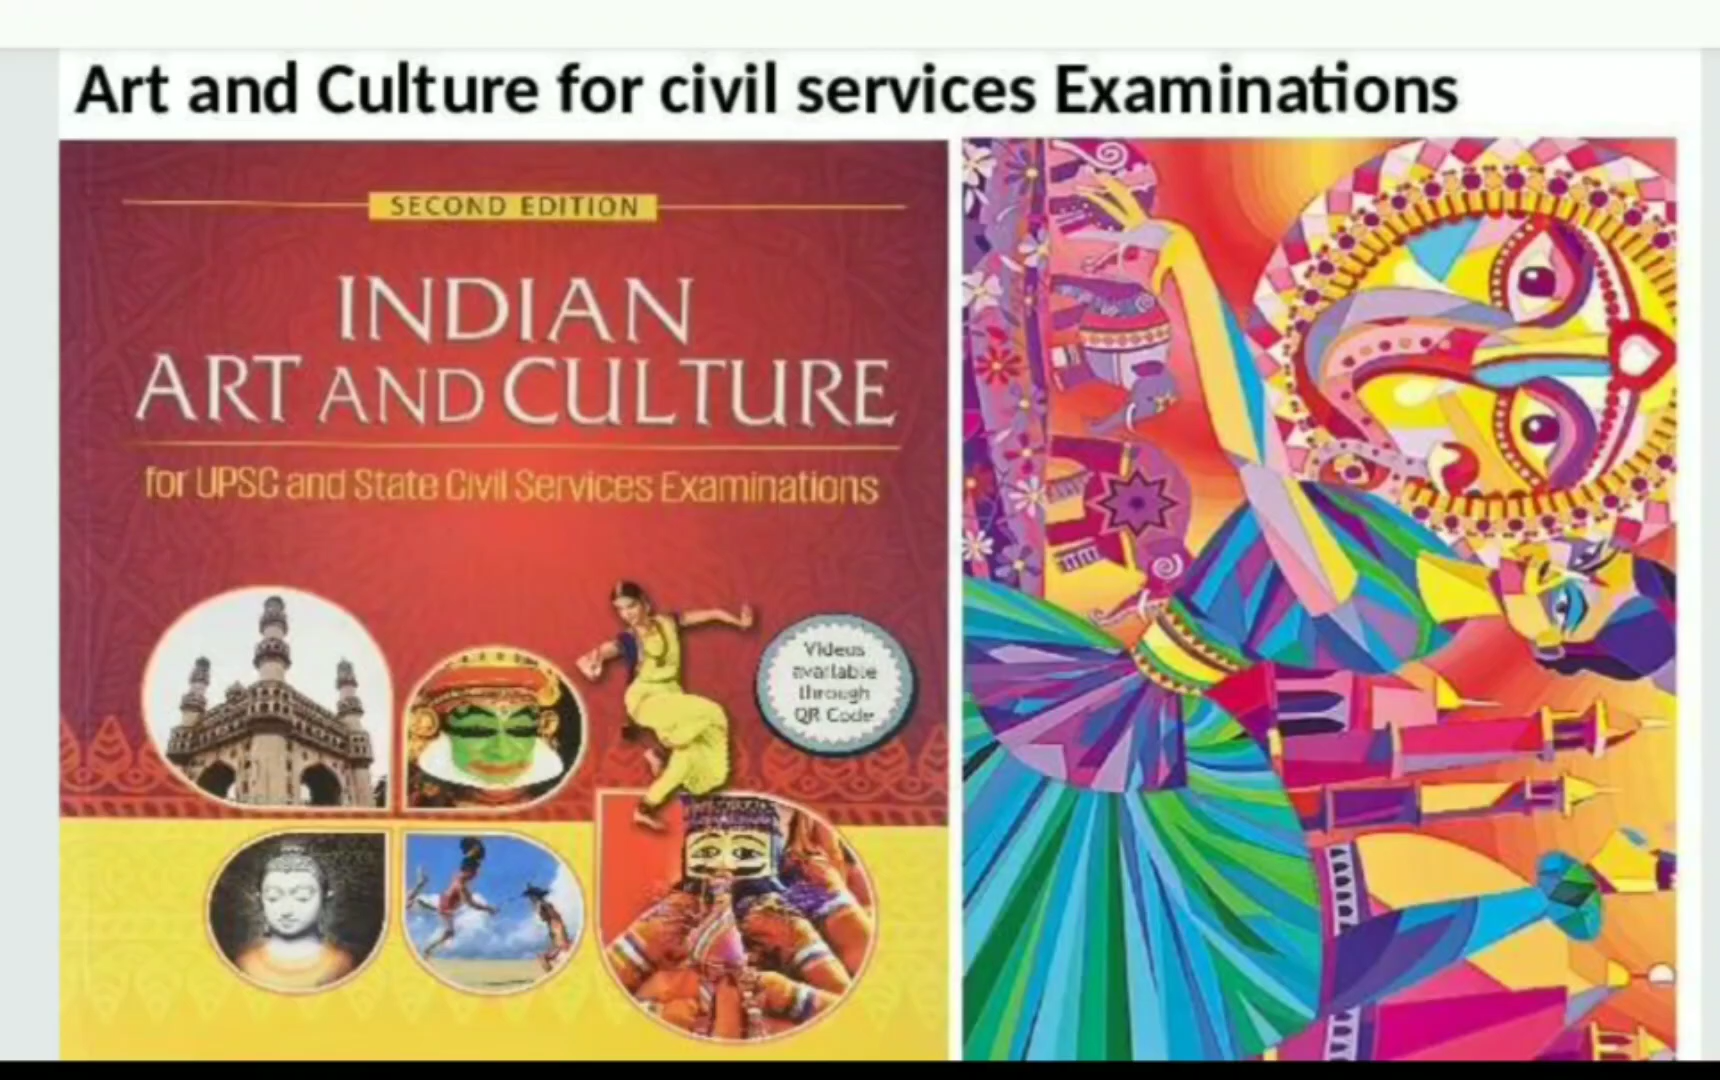 Art and Culture for civil services Examinations
SECOND EDITION
INDIAN
ART AND CULTURE
for UPSC and State Civil Services Examinations
Videos
available
through
QR Code